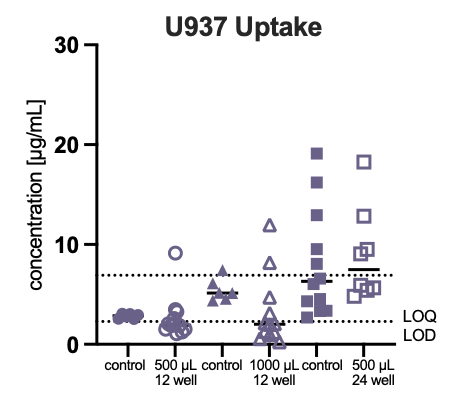 U937 Uptake
concentration [µg/mL]
30
20
10
0
LOQ
LOD
control
500 µL
12 well
control
1000 µL
12 well
control
500 µL
24 well